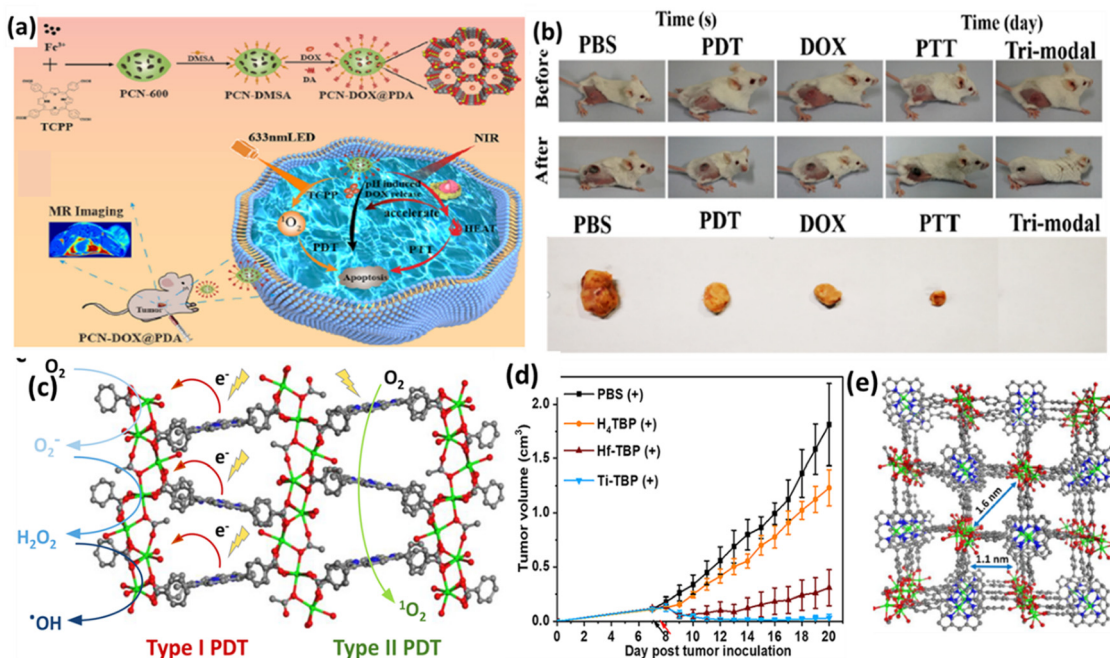 (a)
Fe³⁺
+
TCPP
PCN-600
DMSA
PCN-DMSA
DOX
DA
PCN-DOX@PDA
633nmLED
NIR
TCPP
pH induced
DOX release
accelerate
¹O₂
HEAT
PDT
PTT
Apoptosis
MR Imaging
Tumor
PCN-DOX@PDA
(b)
Time (s)
Time (day)
PBS
PDT
DOX
PTT
Tri-modal
Before
After
PBS
PDT
DOX
PTT
Tri-modal
(c)
O₂
e⁻
O₂
O₂⁻
e⁻
H₂O₂
e⁻
•OH
¹O₂
Type I PDT
Type II PDT
(d)
Tumor volume (cm³)
2.0
1.5
1.0
0.5
0.0
PBS (+)
H₄TBP (+)
Hf-TBP (+)
Ti-TBP (+)
0 2 4 6 8 10 12 14 16 18 20
Day post tumor inoculation
(e)
1.6 nm
1.1 nm